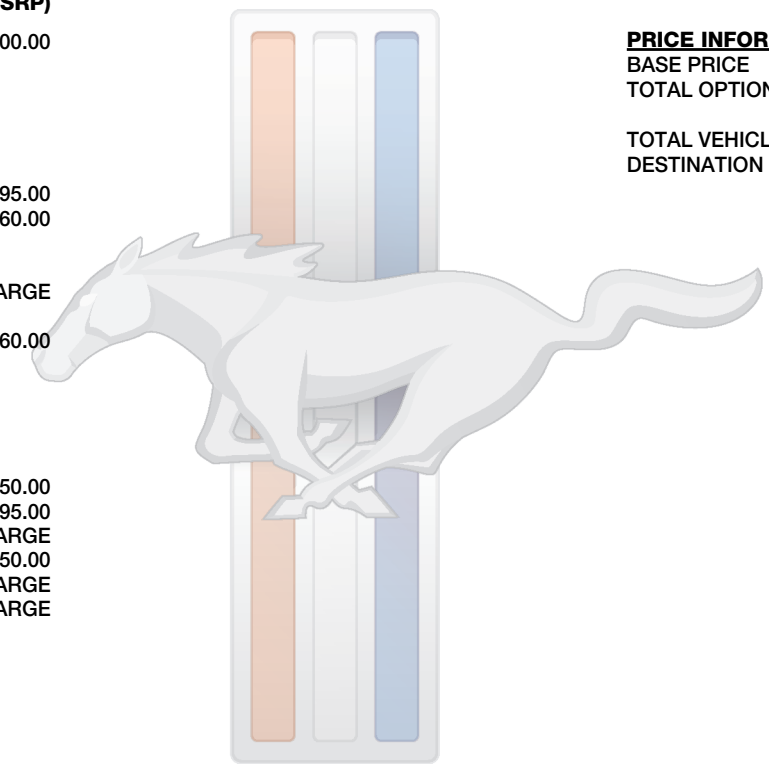 SRP)
00.00
95.00
60.00
ARGE
60.00
50.00
95.00
ARGE
50.00
ARGE
ARGE
PRICE INFOR
BASE PRICE
TOTAL OPTION
TOTAL VEHICL
DESTINATION